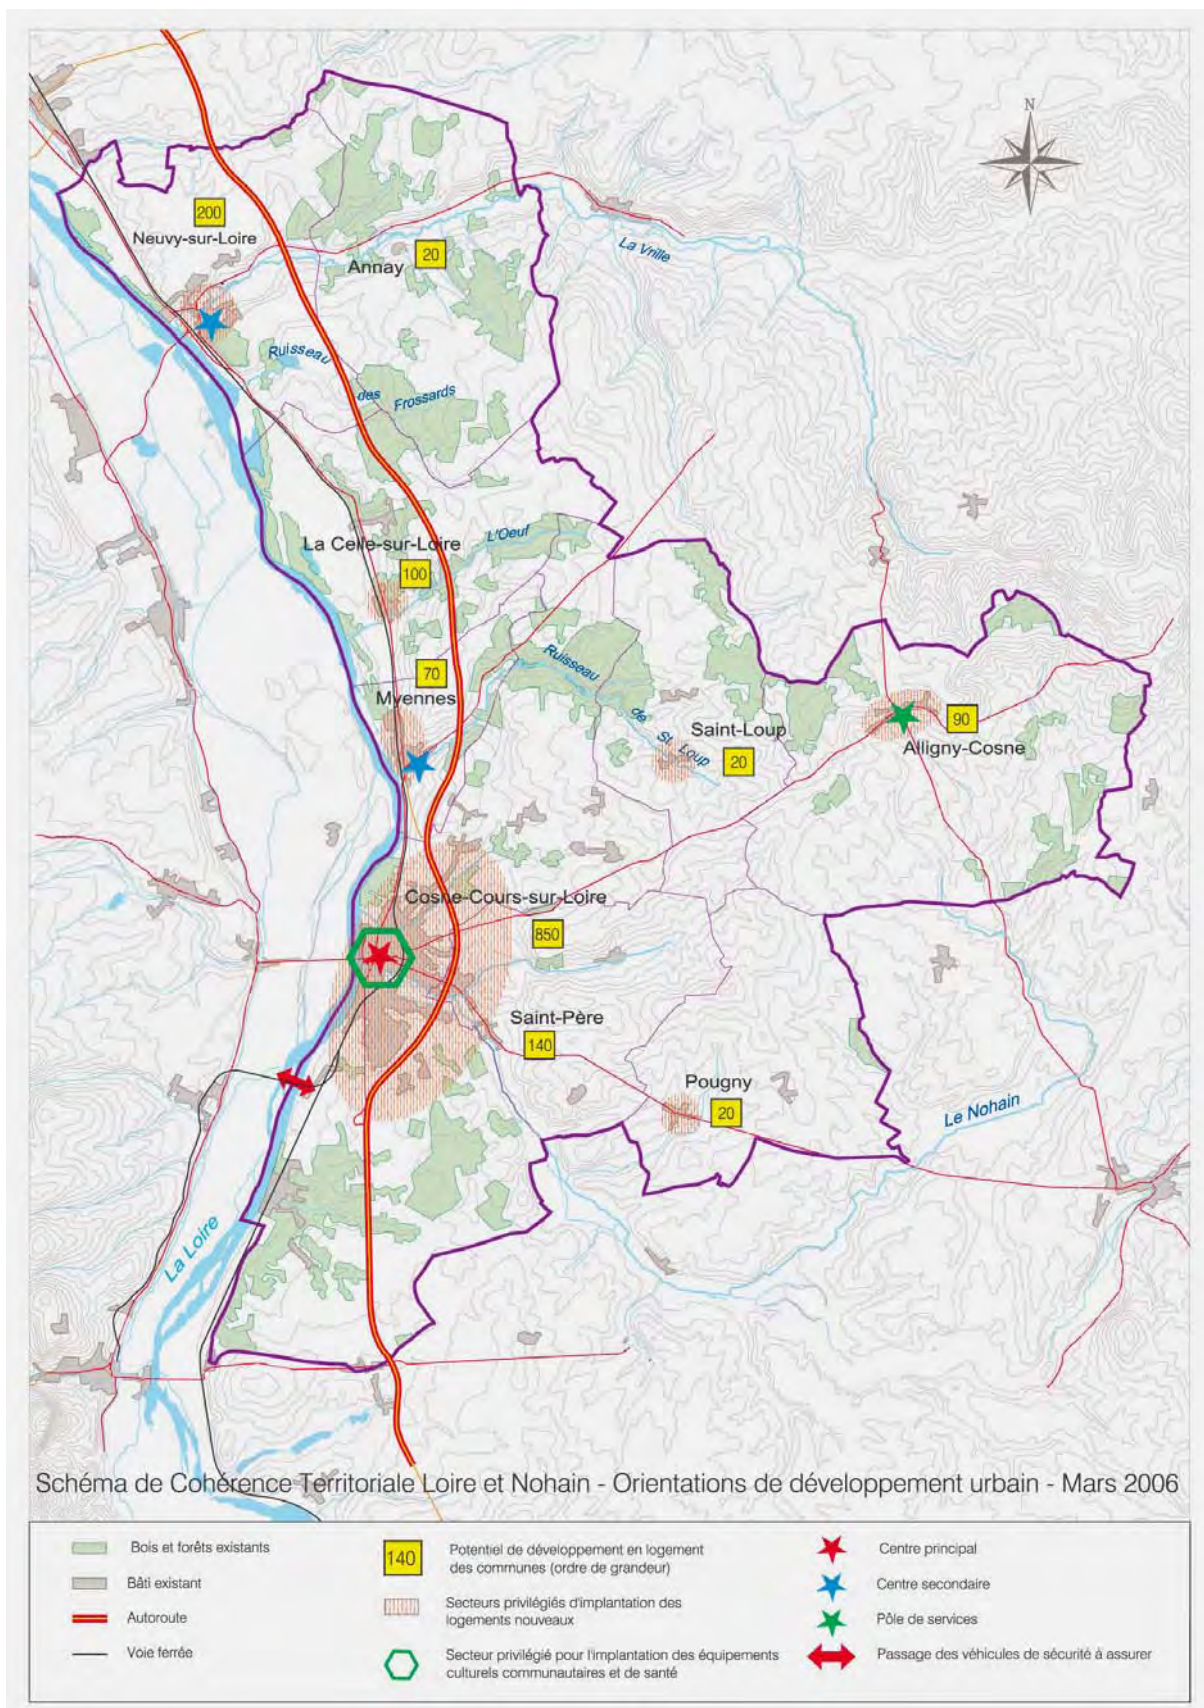 N
200
Neuvy-sur-Loire
La Vrille
20
Annay
Ruisseau
des Frossards
L'Oeuf
La Celle-sur-Loire
100
Ruisseau
de
St Loup
70
Myennes
Saint-Loup
20
90
Alligny-Cosne
Cosne-Cours-sur-Loire
850
Saint-Père
140
Pougny
20
Le Nohain
La Loire
Schéma de Cohérence Territoriale Loire et Nohain - Orientations de développement urbain - Mars 2006
Bois et forêts existants
Bâti existant
Autoroute
Voie ferrée
140
Potentiel de développement en logement
des communes (ordre de grandeur)
Secteurs privilégiés d'implantation des
logements nouveaux
Secteur privilégié pour l'implantation des équipements
culturels communautaires et de santé
Centre principal
Centre secondaire
Pôle de services
Passage des véhicules de sécurité à assurer